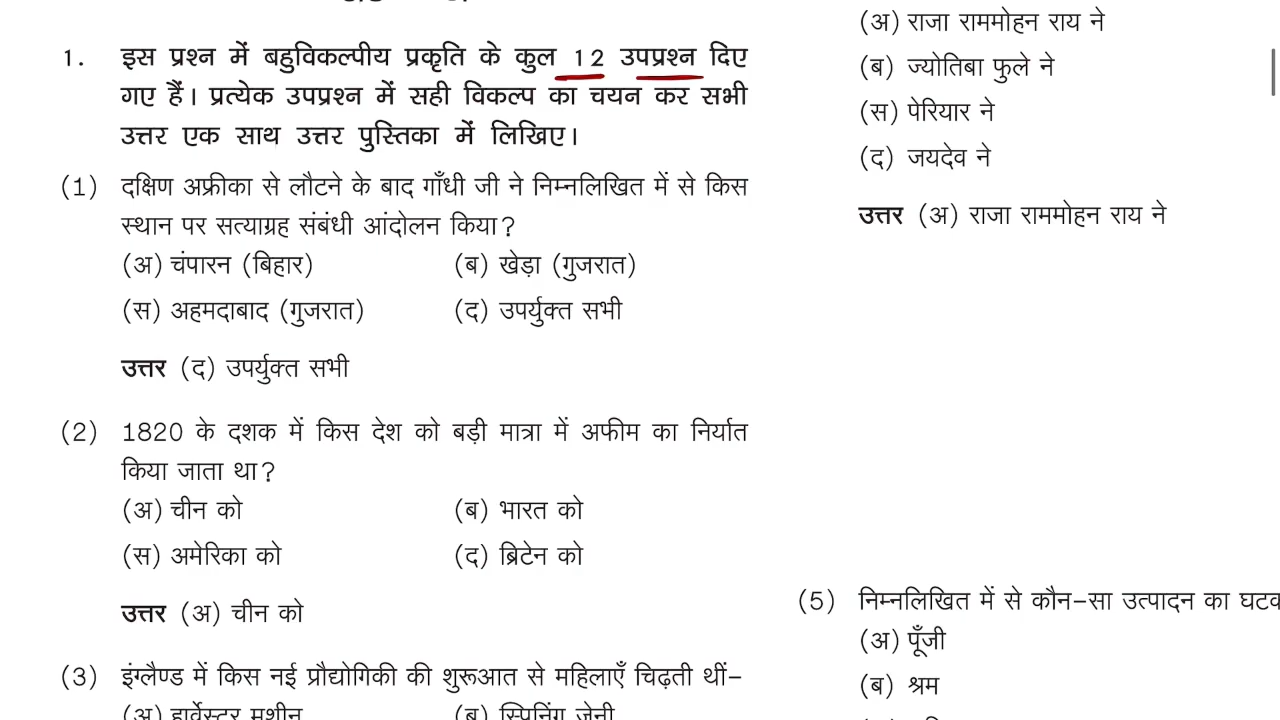 1. इस प्रश्न में बहुविकल्पीय प्रकृति के कुल 12 उपप्रश्न दिए
गए हैं। प्रत्येक उपप्रश्न में सही विकल्प का चयन कर सभी
उत्तर एक साथ उत्तर पुस्तिका में लिखिए।
(1) दक्षिण अफ्रीका से लौटने के बाद गाँधी जी ने निम्नलिखित में से किस
स्थान पर सत्याग्रह संबंधी आंदोलन किया?
(अ) चंपारन (बिहार) (ब) खेड़ा (गुजरात)
(स) अहमदाबाद (गुजरात) (द) उपर्युक्त सभी
उत्तर (द) उपर्युक्त सभी
(2) 1820 के दशक में किस देश को बड़ी मात्रा में अफीम का निर्यात
किया जाता था?
(अ) चीन को (ब) भारत को
(स) अमेरिका को (द) ब्रिटेन को
उत्तर (अ) चीन को
(3) इंग्लैण्ड में किस नई प्रौद्योगिकी की शुरूआत से महिलाएँ चिढ़ती थीं-
(अ) हार्वेस्टर मशीन (ब) स्पिनिंग जेनी
(अ) राजा राममोहन राय ने
(ब) ज्योतिबा फुले ने
(स) पेरियार ने
(द) जयदेव ने
उत्तर (अ) राजा राममोहन राय ने
(5) निम्नलिखित में से कौन-सा उत्पादन का
(अ) पूँजी
(ब) श्रम